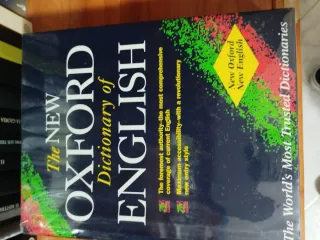 The NEW
OXFORD
Dictionary of
ENGLISH
The foremost authority–the most comprehensive
coverage of current English
Maximum accessibility–with a revolutionary
new entry style
New Oxford
New English
The World's Most Trusted Dictionaries